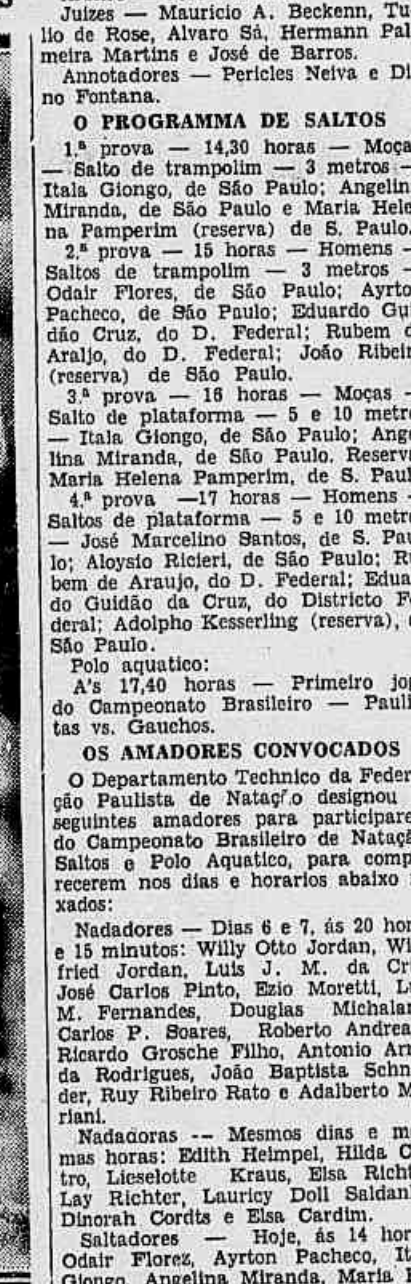 Juizes — Mauricio A. Beckenn, Tu
lio de Rose, Alvaro Sá, Hermann Pal
meira Martins e José de Barros.
Annotadores — Pericles Neiva e Di
no Fontana.
O PROGRAMMA DE SALTOS
1.ª prova — 14,30 horas — Moça
— Salto de trampolim — 3 metros —
Itala Giongo, de São Paulo; Angelin
Miranda, de São Paulo e Maria Hele
na Pamperim (reserva) de S. Paulo.
2.ª prova — 15 horas — Homens —
Saltos de trampolim — 3 metros —
Odair Flores, de São Paulo; Ayrto
Pacheco, de São Paulo; Eduardo Gui
dão Cruz, do D. Federal; Rubem d
Araljo, do D. Federal; João Ribeir
(reserva) de São Paulo.
3.ª prova — 16 horas — Moças —
Salto de plataforma — 5 e 10 metro
— Itala Giongo, de São Paulo; Ange
lina Miranda, de São Paulo. Reserva
Maria Helena Pamperim, de S. Paul
4.ª prova —17 horas — Homens —
Saltos de plataforma — 5 e 10 metro
— José Marcelino Santos, de S. Pau
lo; Aloysio Ricieri, de São Paulo; Ru
bem de Araujo, do D. Federal; Edua
do Guidão da Cruz, do Districto Fe
deral; Adolpho Kesserling (reserva), d
São Paulo.
Polo aquatico:
A's 17,40 horas — Primeiro jog
do Campeonato Brasileiro — Pauli
tas vs. Gauchos.
OS AMADORES CONVOCADOS
O Departamento Technico da Feder
ção Paulista de Natação designou
seguintes amadores para participare
do Campeonato Brasileiro de Nataçã
Saltos e Polo Aquatico, para comp
recerem nos dias e horarios abaixo
xados:
Nadadores — Dias 6 e 7, ás 20 hor
e 15 minutos: Willy Otto Jordan, Wi
fried Jordan, Luis J. M. da Cr
José Carlos Pinto, Ezio Moretti, Lu
M. Fernandes, Douglas Michalan
Carlos P. Soares, Roberto Andrea
Ricardo Grosche Filho, Antonio Arr
da Rodrigues, João Baptista Schn
der, Ruy Ribeiro Rato e Adalberto M
riani.
Nadadoras -- Mesmos dias e m
mas horas: Edith Heimpel, Hilda C
tro, Lieselotte Kraus, Elsa Richt
Lay Richter, Lauricy Doll Saldan
Dinorah Cordts e Elsa Cardim.
Saltadores — Hoje, ás 14 hor
Odair Florez, Ayrton Pacheco, It
Giongo, Angelina Miranda, Maria